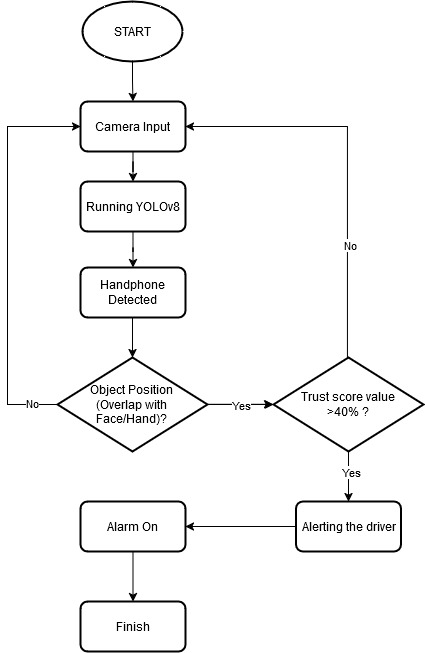 START
Camera Input
Running YOLOv8
Handphone
Detected
Object Position
(Overlap with
Face/Hand)?
No
Yes
Trust score value
>40% ?
No
Yes
Alerting the driver
Alarm On
Finish